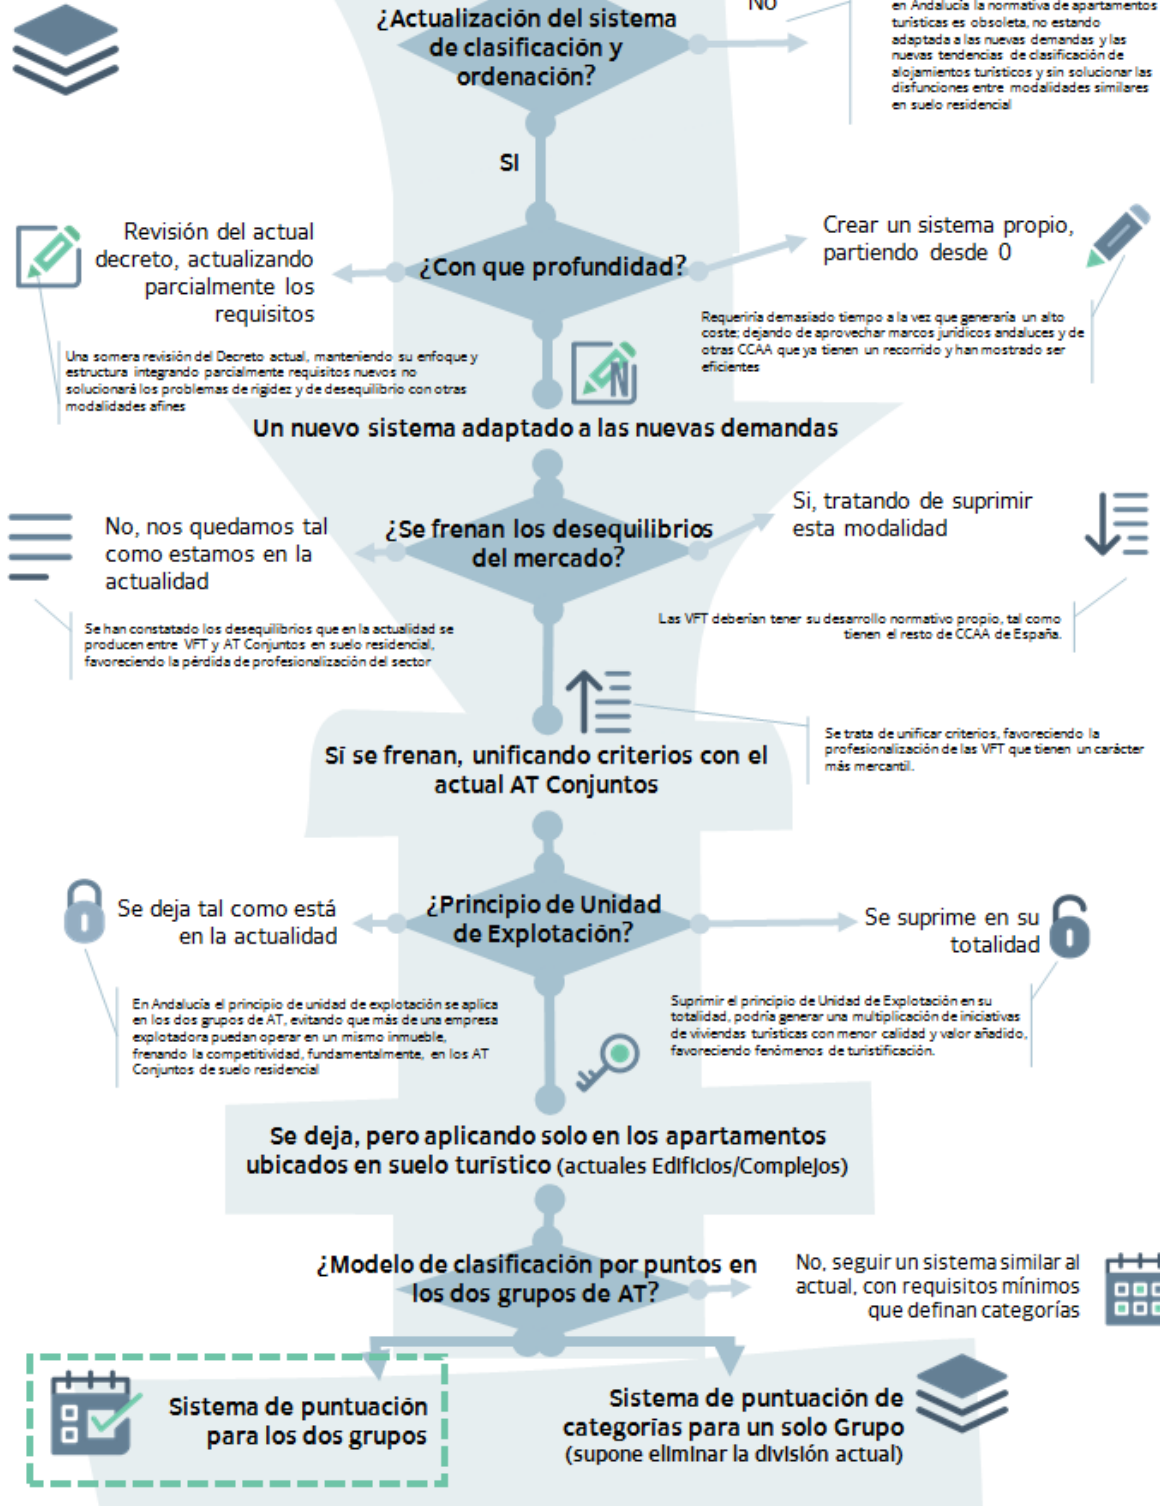 ¿Actualización del sistema
de clasificación y
ordenación?
No
en Andalucía la normativa de apartamentos
turísticas es obsoleta, no estando
adaptada a las nuevas demandas y las
nuevas tendencias de clasificación de
alojamientos turísticos y sin solucionar las
disfunciones entre modalidades similares
en suelo residencial
SI
Revisión del actual
decreto, actualizando
parcialmente los
requisitos
¿Con que profundidad?
Crear un sistema propio,
partiendo desde 0
Una somera revisión del Decreto actual, manteniendo su enfoque y
estructura integrando parcialmente requisitos nuevos no
solucionará los problemas de rigidez y de desequilibrio con otras
modalidades afines
Requeriría demasiado tiempo a la vez que generaría un alto
coste; dejando de aprovechar marcos jurídicos andaluces y de
otras CCAA que ya tienen un recorrido y han mostrado ser
eficientes
N
Un nuevo sistema adaptado a las nuevas demandas
No, nos quedamos tal
como estamos en la
actualidad
¿Se frenan los desequilibrios
del mercado?
Si, tratando de suprimir
esta modalidad
Se han constatado los desequilibrios que en la actualidad se
producen entre VFT y AT Conjuntos en suelo residencial,
favoreciendo la pérdida de profesionalización del sector
Las VFT deberían tener su desarrollo normativo propio, tal como
tienen el resto de CCAA de España.
Sí se frenan, unificando criterios con el
actual AT Conjuntos
Se trata de unificar criterios, favoreciendo la
profesionalización de las VFT que tienen un carácter
más mercantil.
Se deja tal como está
en la actualidad
¿Principio de Unidad
de Explotación?
Se suprime en su
totalidad
En Andalucía el principio de unidad de explotación se aplica
en los dos grupos de AT, evitando que más de una empresa
explotadora puedan operar en un mismo inmueble,
frenando la competitividad, fundamentalmente, en los AT
Conjuntos de suelo residencial
Suprimir el principio de Unidad de Explotación en su
totalidad, podría generar una multiplicación de iniciativas
de viviendas turísticas con menor calidad y valor añadido,
favoreciendo fenómenos de turistificación.
Se deja, pero aplicando solo en los apartamentos
ubicados en suelo turístico (actuales Edificios/Complejos)
¿Modelo de clasificación por puntos en
los dos grupos de AT?
No, seguir un sistema similar al
actual, con requisitos mínimos
que definan categorías
Sistema de puntuación
para los dos grupos
Sistema de puntuación de
categorías para un solo Grupo
(supone eliminar la división actual)